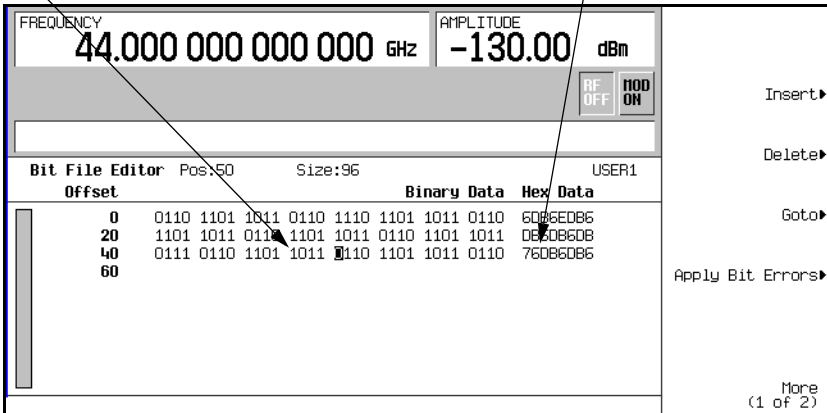 FREQUENCY
44.000 000 000 000 GHz
AMPLITUDE
-130.00 dBm
RF OFF
MOD ON
Insert
Delete
Goto
Apply Bit Errors
More
(1 of 2)
Bit File Editor Pos:50 Size:96 USER1
Offset Binary Data Hex Data
0 0110 1101 1011 0110 1110 1101 1011 0110 6DB6EDB6
20 1101 1011 0110 1101 1011 0110 1101 1011 DB6DB6DB
40 0111 0110 1101 1011 0110 1101 1011 0110 76DB6DB6
60